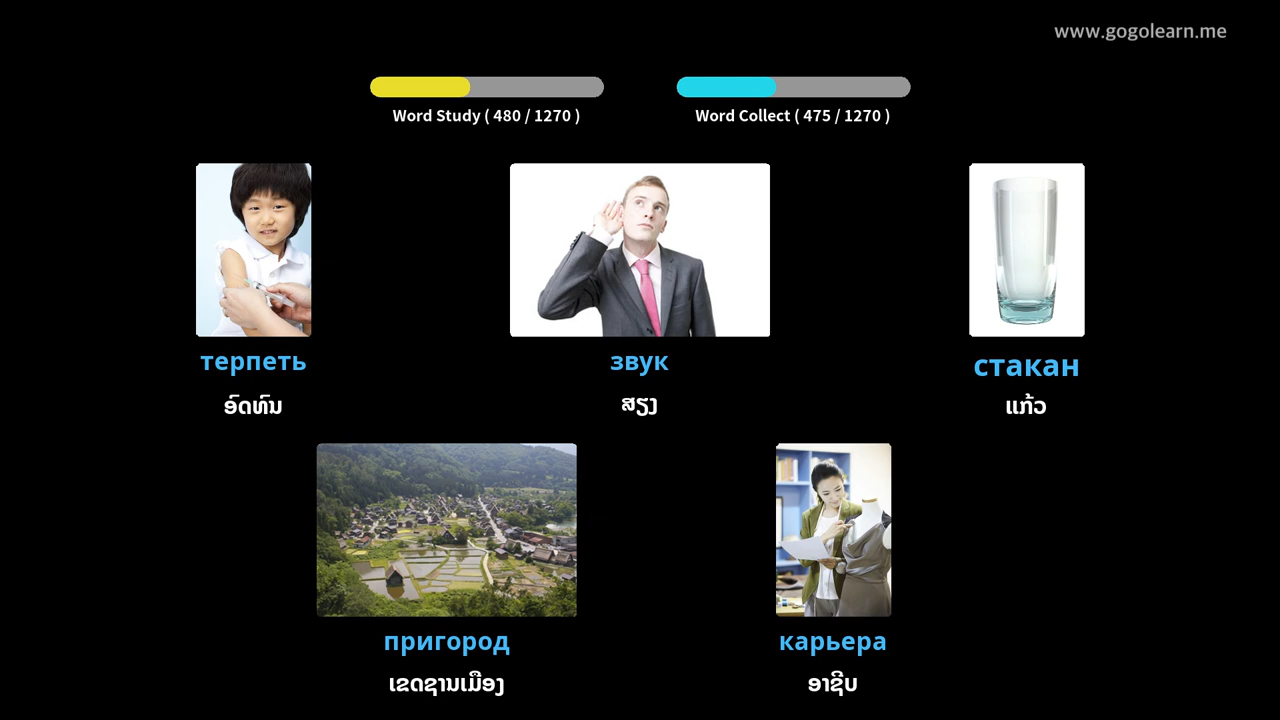 www.gogolearn.me
Word Study ( 480 / 1270 )
Word Collect ( 475 / 1270 )
терпеть
звук
стакан
ອົດທົນ
ສຽງ
ແກ້ວ
пригород
карьера
ເຂດຊານເມືອງ
ອາຊີບ